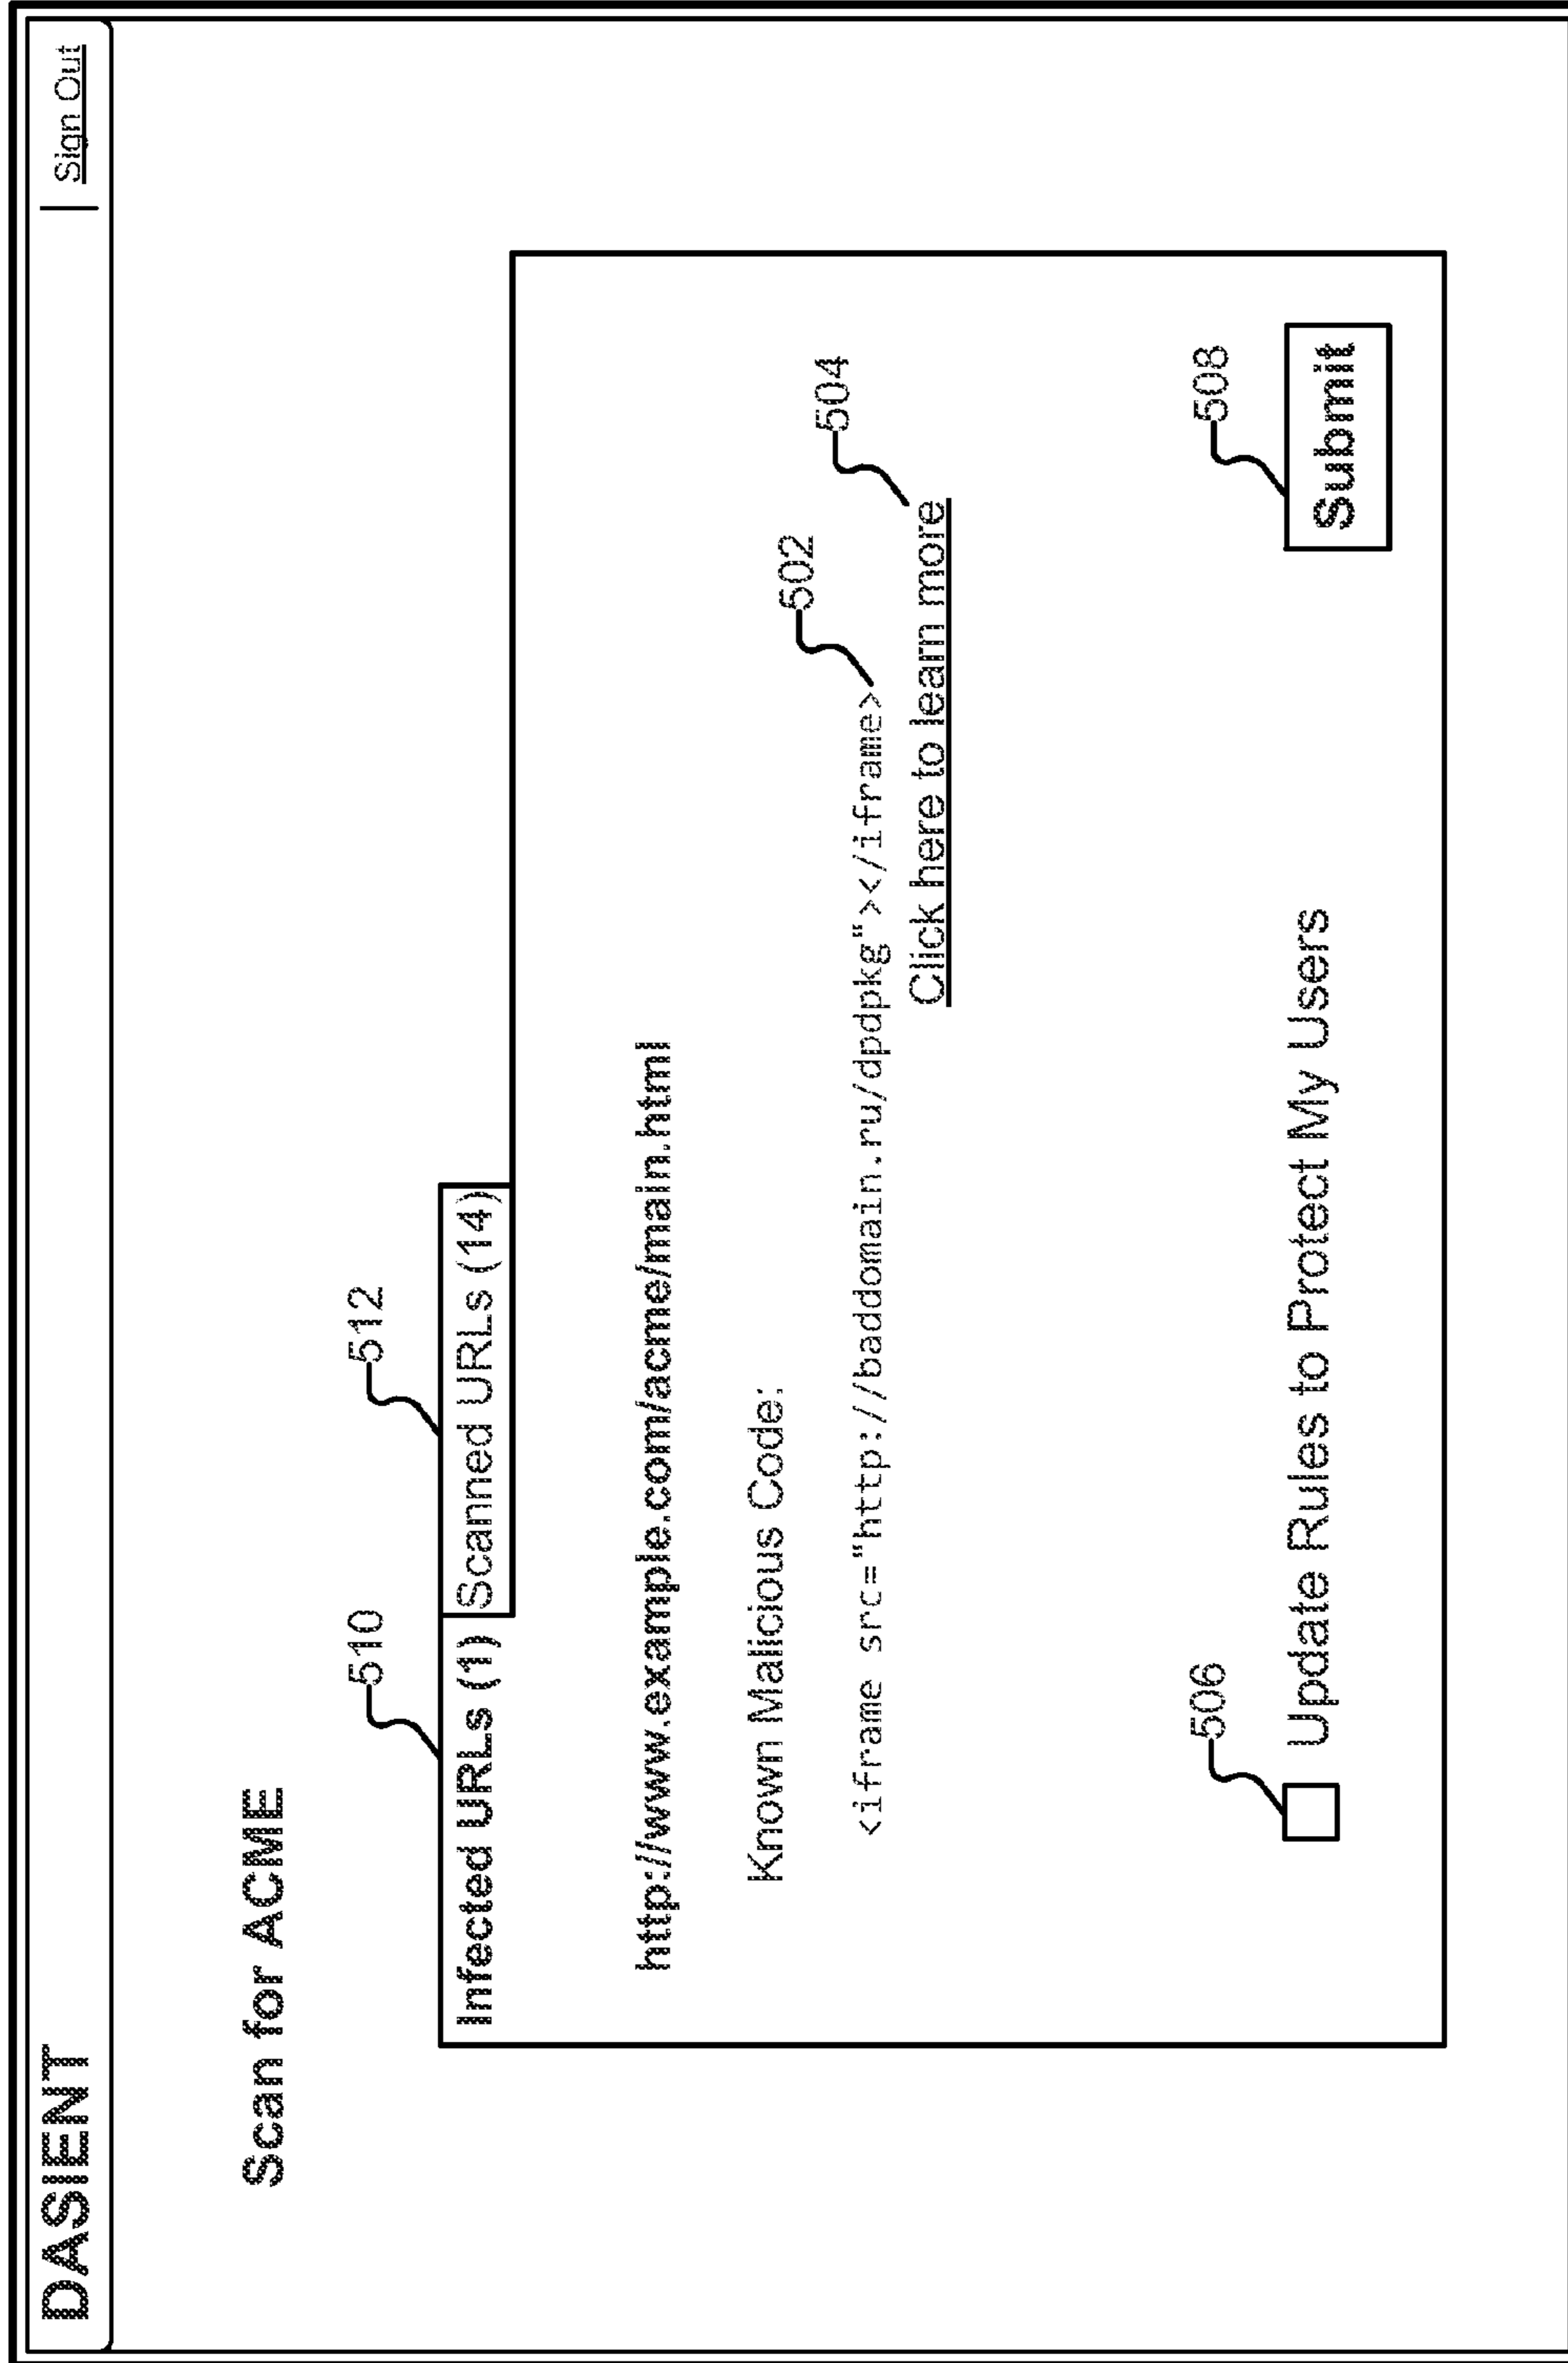 DASIENT
| Sign Out
Scan for ACME
510
512
Infected URLs (1)
Scanned URLs (14)
http://www.example.com/acme/main.html
Known Malicious Code:
502
<iframe src="http://baddomain.ru/dpdpkg"></iframe>
504
Click here to learn more
506
Update Rules to Protect My Users
508
Submit